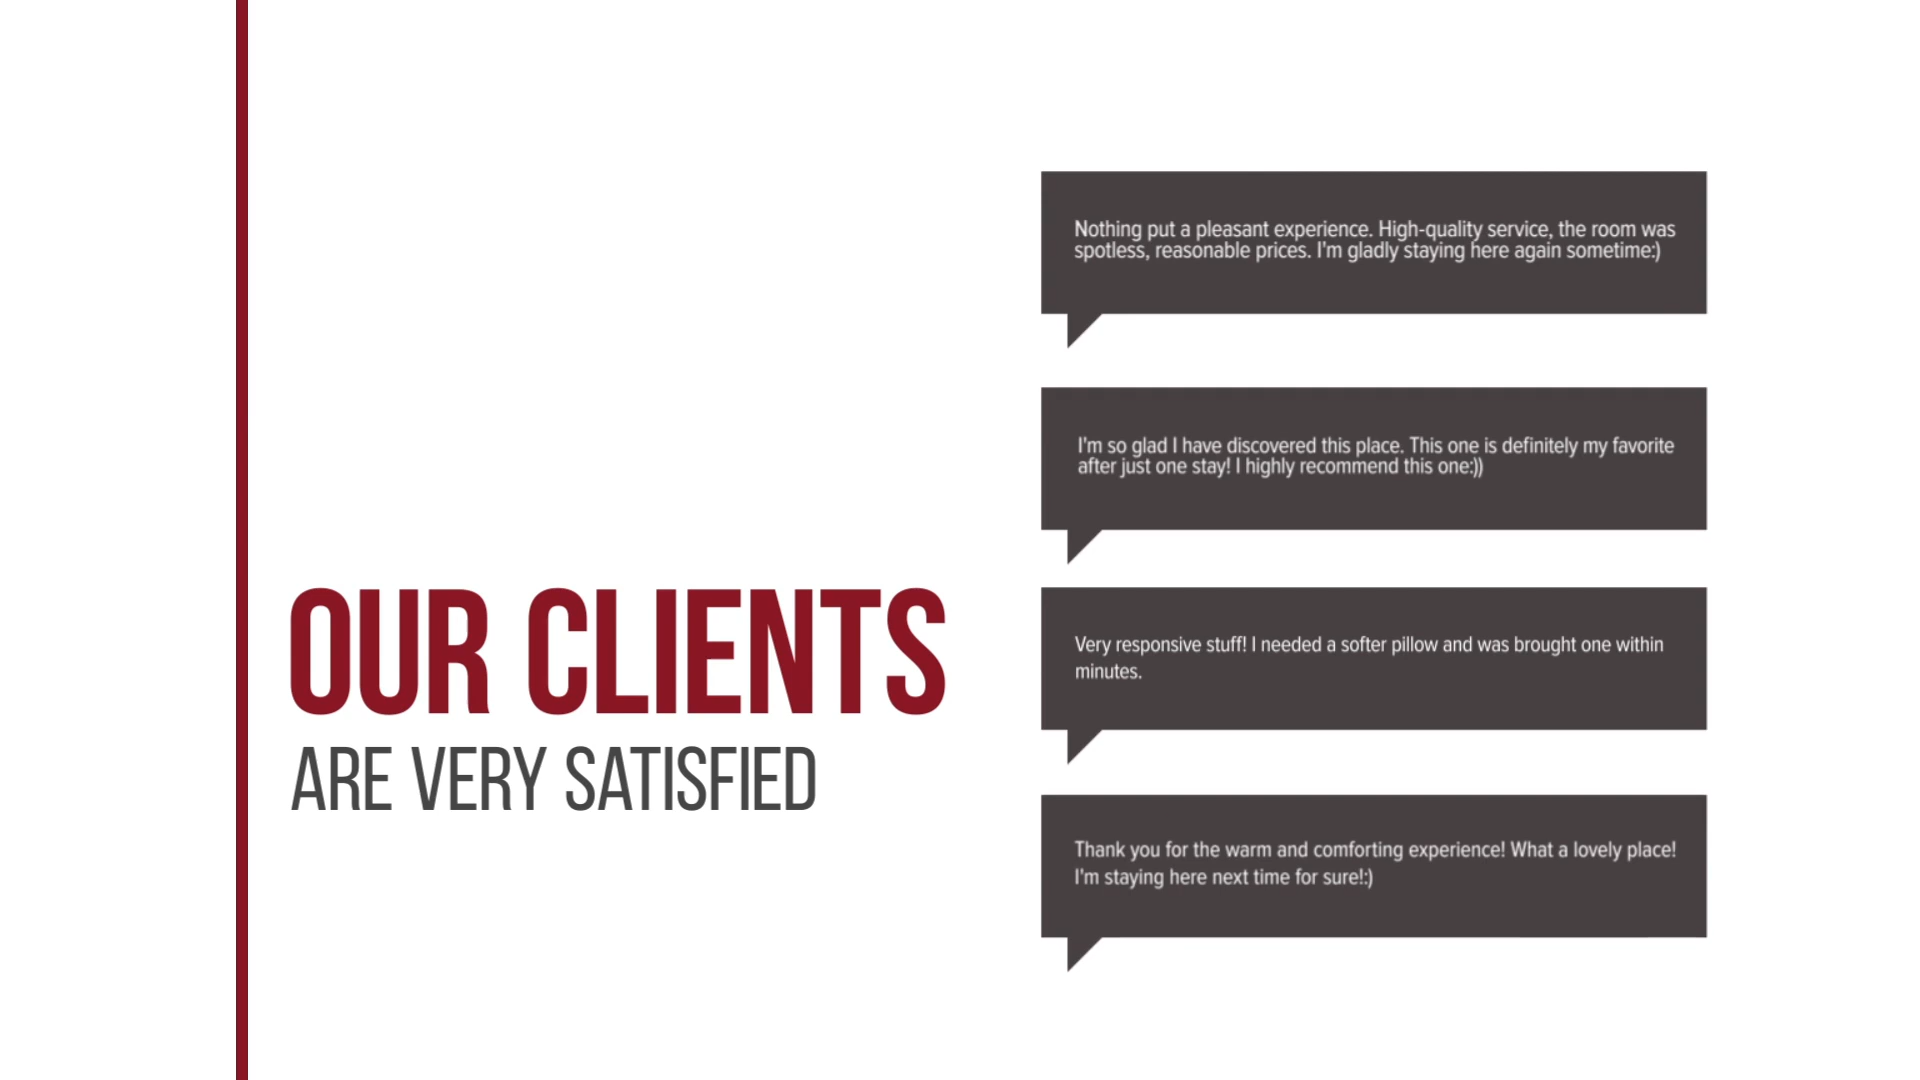 OUR CLIENTS
ARE VERY SATISFIED
Nothing put a pleasant experience. High-quality service, the room was
spotless, reasonable prices. I'm gladly staying here again sometime:)
I'm so glad I have discovered this place. This one is definitely my favorite
after just one stay! I highly recommend this one:))
Very responsive stuff! I needed a softer pillow and was brought one within
minutes.
Thank you for the warm and comforting experience! What a lovely place!
I'm staying here next time for sure!:)